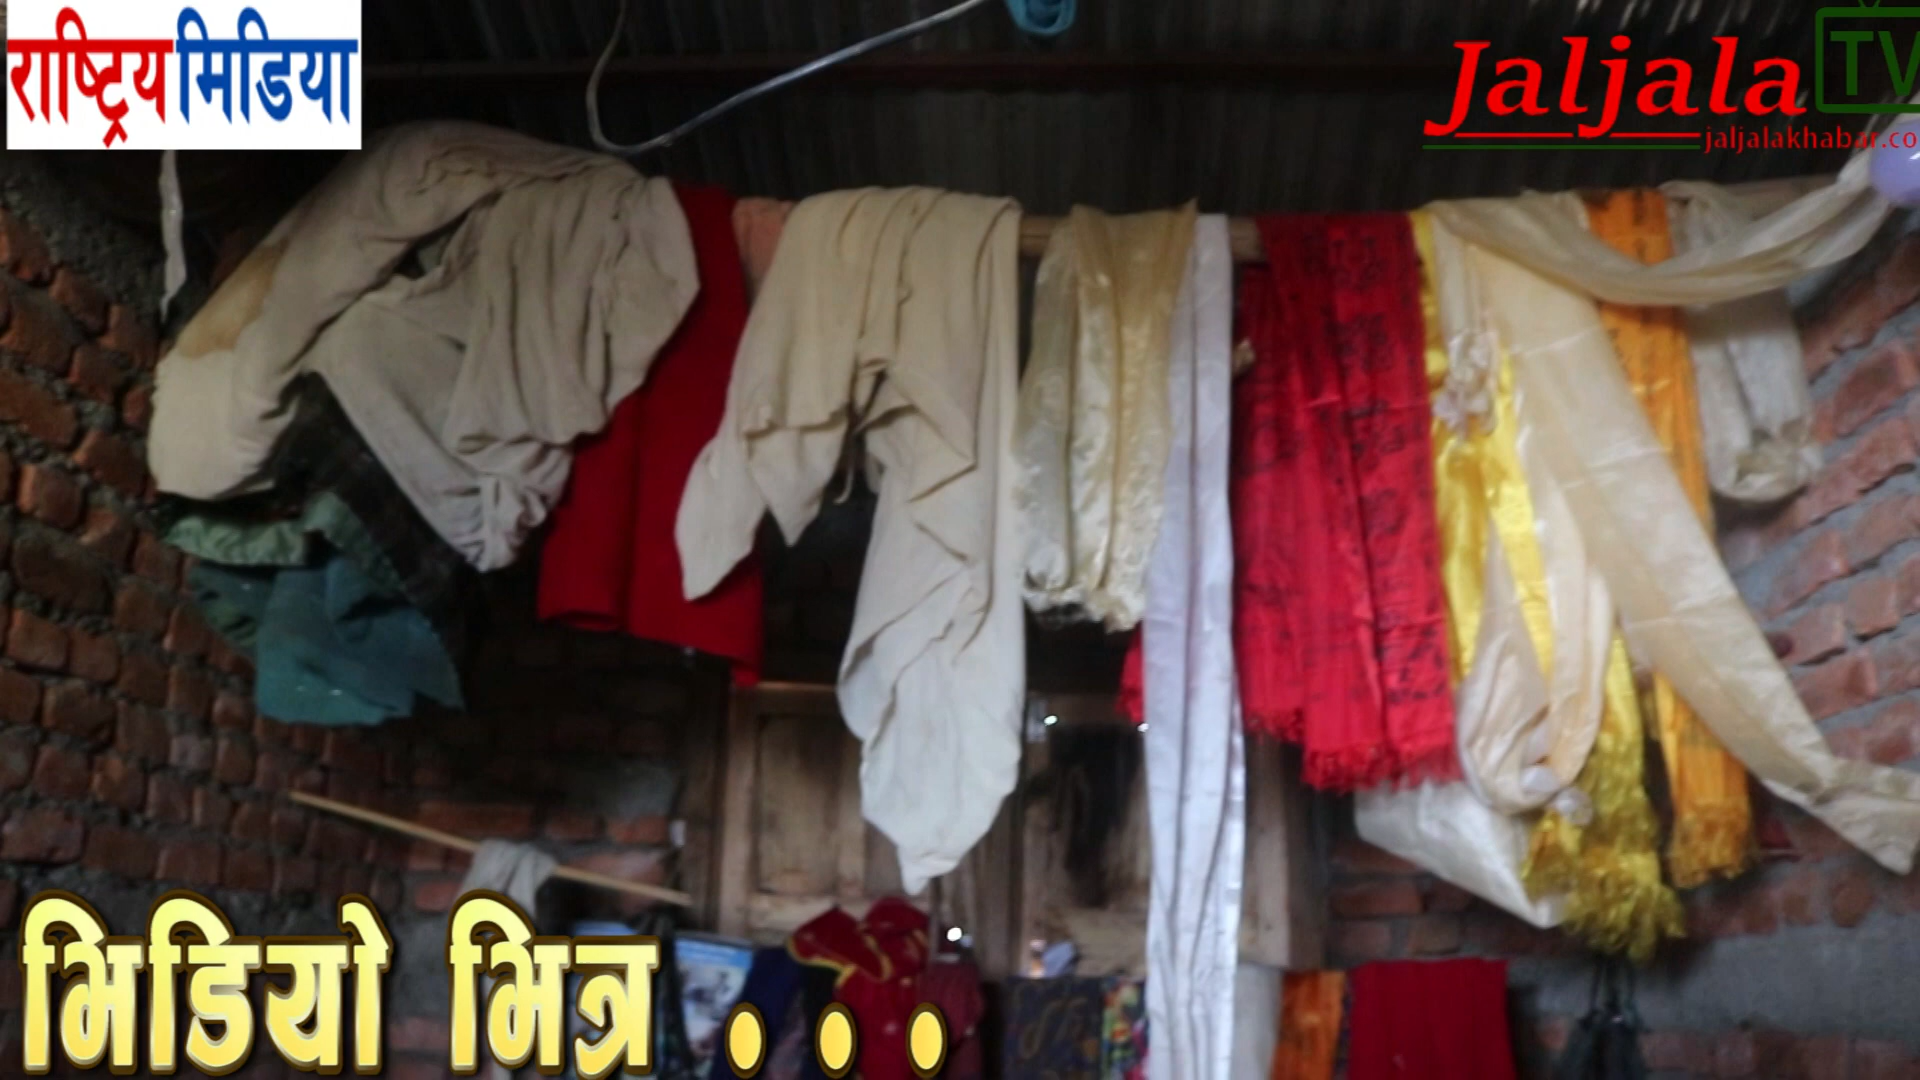 राष्ट्रिय मिडिया
Jaljala TV
jaljalakhabar.co
भिडियो भित्र ...